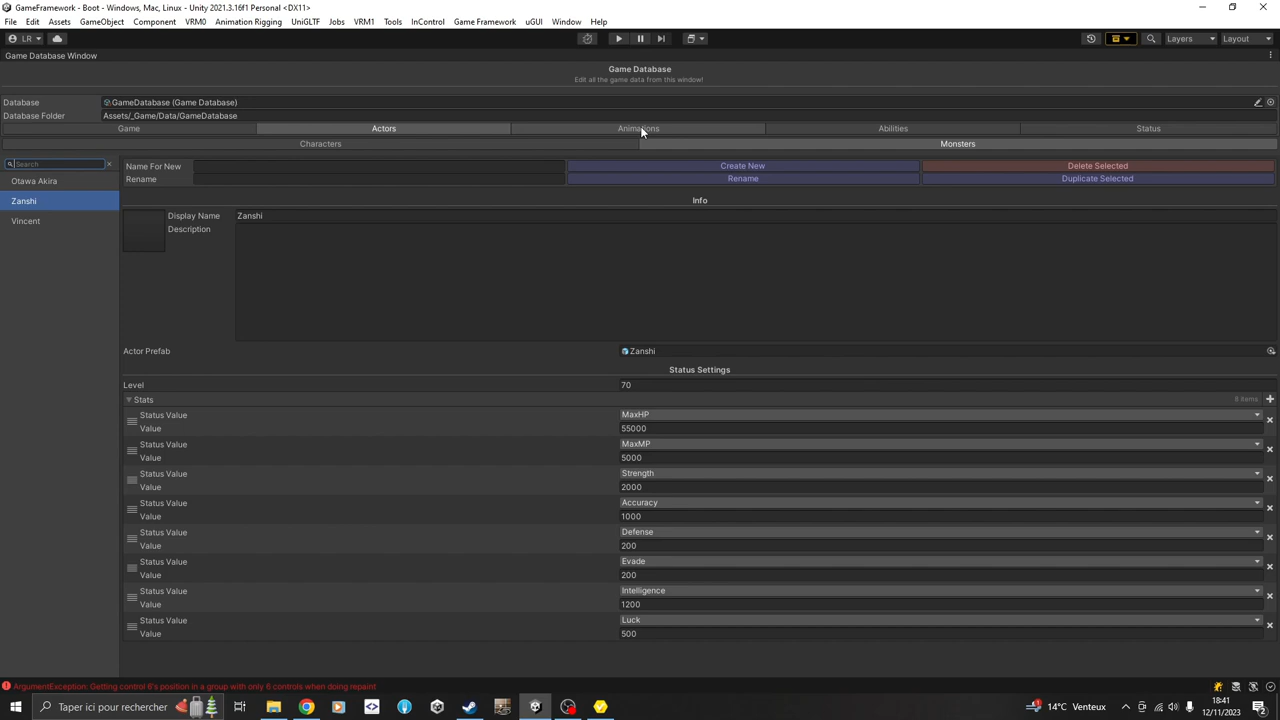 GameFramework - Boot - Windows, Mac, Linux - Unity 2021.3.16f1 Personal <DX11>
File Edit Assets GameObject Component VRM0 Animation Rigging UniGLTF Jobs VRM1 Tools InControl Game Framework uGUI Window Help
LR Layers Layout
Game Database Window
Game Database
Edit all the game data from this window!
Database GameDatabase (Game Database)
Database Folder Assets/_Game/Data/GameDatabase
Game Actors Animations Abilities Status
Characters Monsters
Search
Otawa Akira
Zanshi
Vincent
Name For New Create New Delete Selected
Rename Rename Duplicate Selected
Info
Display Name Zanshi
Description
Actor Prefab Zanshi
Status Settings
Level 70
Stats 8 items
Status Value MaxHP
Value 55000
Status Value MaxMP
Value 5000
Status Value Strength
Value 2000
Status Value Accuracy
Value 1000
Status Value Defense
Value 200
Status Value Evade
Value 200
Status Value Intelligence
Value 1200
Status Value Luck
Value 500
ArgumentException: Getting control 6's position in a group with only 6 controls when doing repaint
Taper ici pour rechercher 14°C Venteux 18:41
12/11/2023